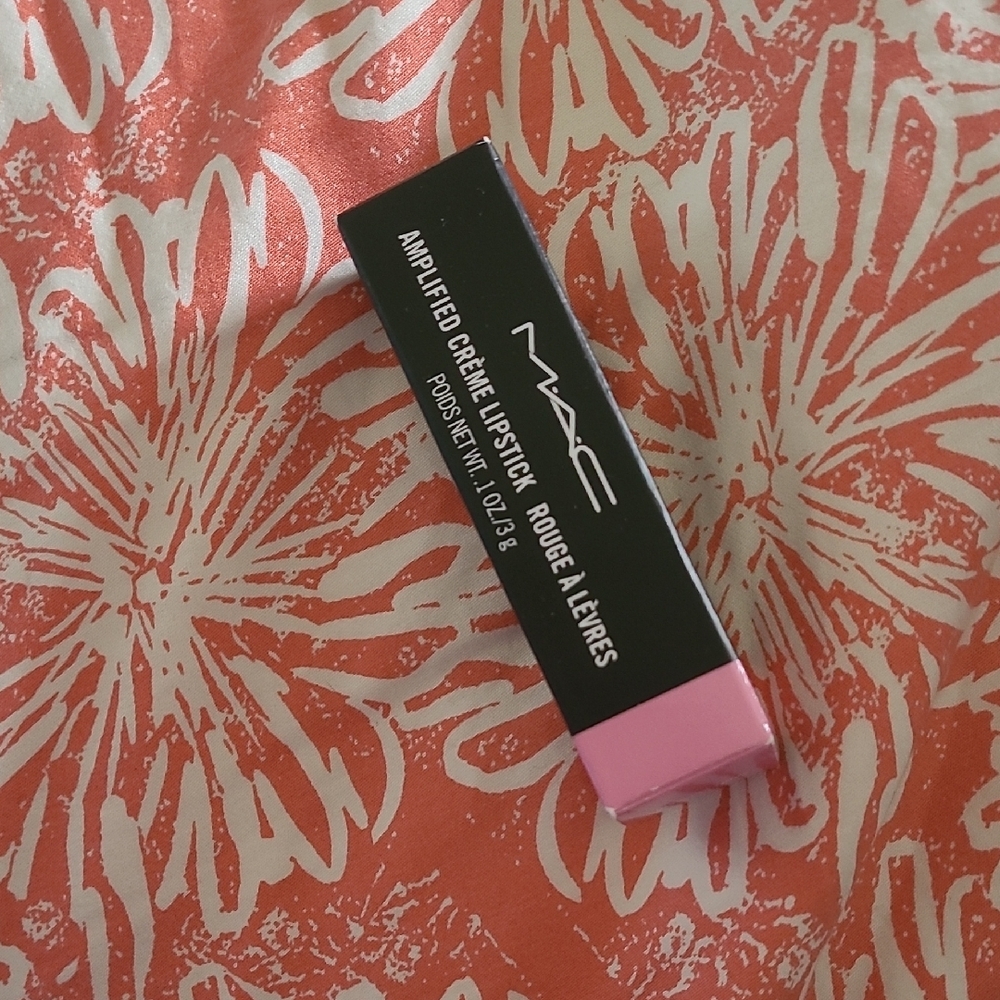 M·A·C
AMPLIFIED CRÈME LIPSTICK ROUGE À LÈVRES
POIDS NET WT. .1 OZ./3 g